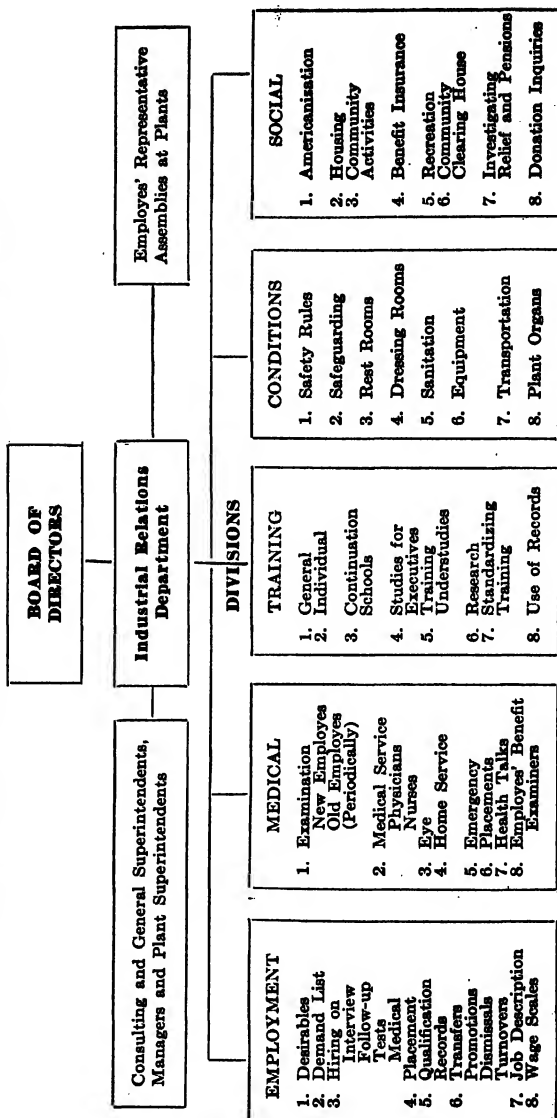 BOARD OF
DIRECTORS
Consulting and General Superintendents,
Managers and Plant Superintendents
Industrial Relations
Department
Employes' Representative
Assemblies at Plants
DIVISIONS
EMPLOYMENT
1. Desirables
2. Demand List
3. Hiring on
Interview
Follow-up
Tests
Medical
4. Placement
5. Qualification
Records
6. Transfers
Promotions
Dismissals
Turnovers
7. Job Description
8. Wage Scales
MEDICAL
1. Examination
New Employes
Old Employes
(Periodically)
2. Medical Service
Physicians
Nurses
3. Eye
4. Home Service
5. Emergency
6. Placements
7. Health Talks
8. Employes' Benefit
Examiners
TRAINING
1. General
2. Individual
3. Continuation
Schools
4. Studies for
Executives
5. Training
Understudies
6. Research
7. Standardizing
Training
8. Use of Records
CONDITIONS
1. Safety Rules
2. Safeguarding
3. Rest Rooms
4. Dressing Rooms
5. Sanitation
6. Equipment
7. Transportation
8. Plant Organs
SOCIAL
1. Americanization
2. Housing
3. Community
Activities
4. Benefit Insurance
5. Recreation
6. Community
Clearing House
7. Investigating
Relief and Pensions
8. Donation Inquiries